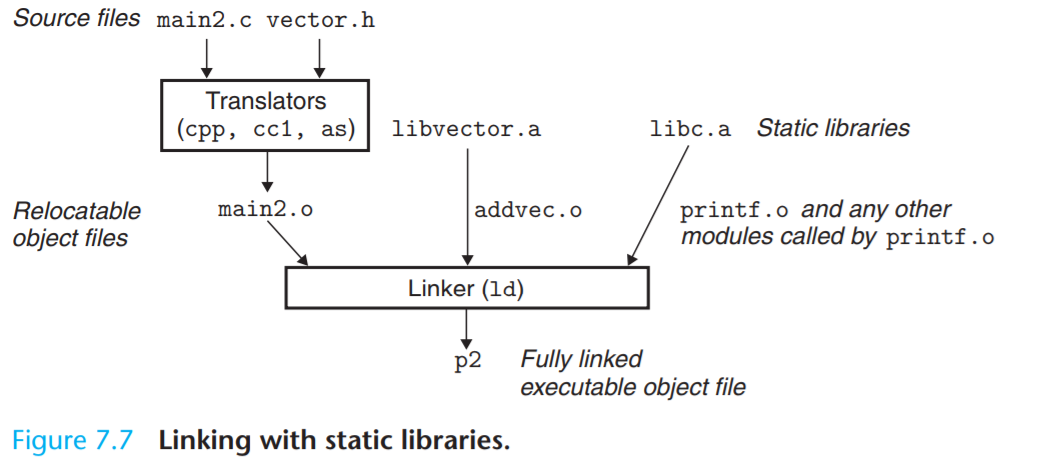 Source files main2.c vector.h
Translators
(cpp, cc1, as)
libvector.a
libc.a Static libraries
Relocatable
object files
main2.o
addvec.o
printf.o and any other
modules called by printf.o
Linker (ld)
p2
Fully linked
executable object file
Figure 7.7 Linking with static libraries.